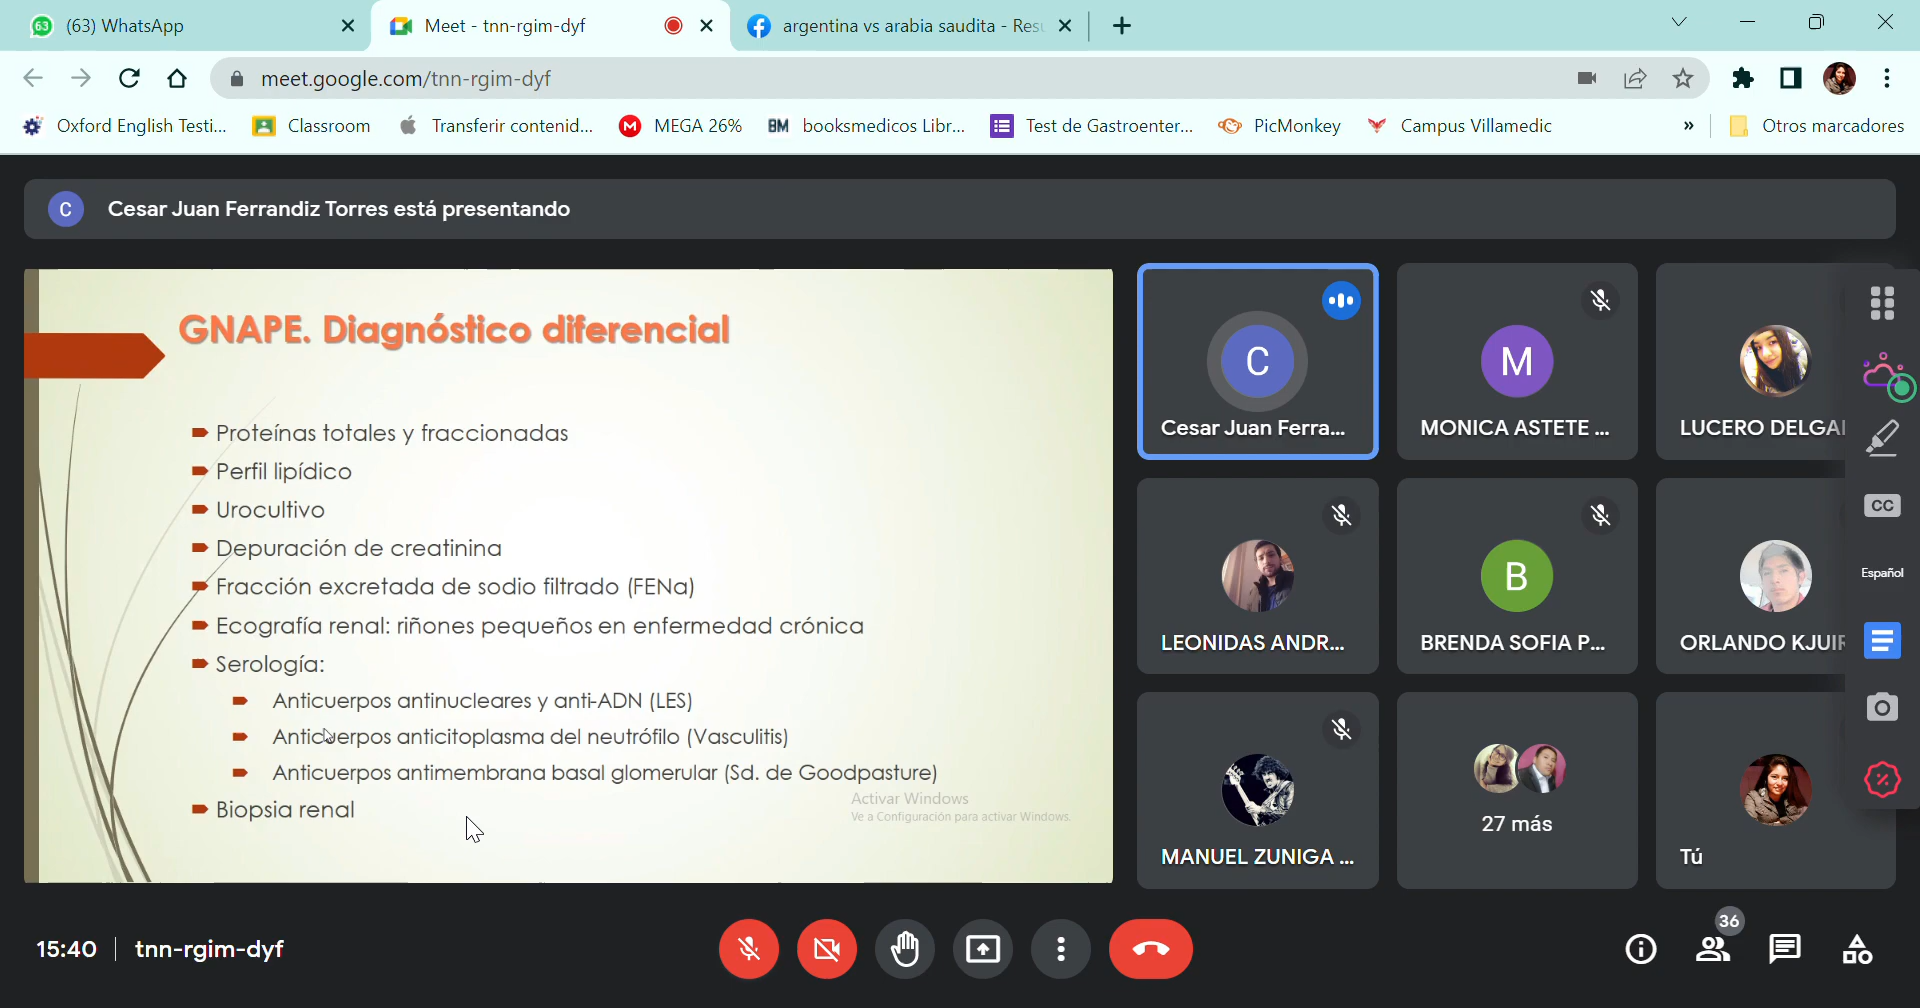 63
(63) WhatsApp
Meet - tnn-rgim-dyf
argentina vs arabia saudita - Resu
meet.google.com/tnn-rgim-dyf
Oxford English Testi...
Classroom
Transferir contenid...
M
MEGA 26%
BM
booksmedicos Libr...
Test de Gastroenter...
PicMonkey
Campus Villamedic
»
Otros marcadores
C
Cesar Juan Ferrandiz Torres está presentando
GNAPE. Diagnóstico diferencial
Proteínas totales y fraccionadas
Perfil lipídico
Urocultivo
Depuración de creatinina
Fracción excretada de sodio filtrado (FENa)
Ecografía renal: riñones pequeños en enfermedad crónica
Serología:
Anticuerpos antinucleares y anti-ADN (LES)
Anticuerpos anticitoplasma del neutrófilo (Vasculitis)
Anticuerpos antimembrana basal glomerular (Sd. de Goodpasture)
Biopsia renal
Activar Windows
Ve a Configuración para activar Windows.
C
Cesar Juan Ferra...
M
MONICA ASTETE ...
LUCERO DELGA
LEONIDAS ANDR...
B
BRENDA SOFIA P...
ORLANDO KJUIR
MANUEL ZUNIGA ...
27 más
Tú
CC
Español
15:40
tnn-rgim-dyf
36